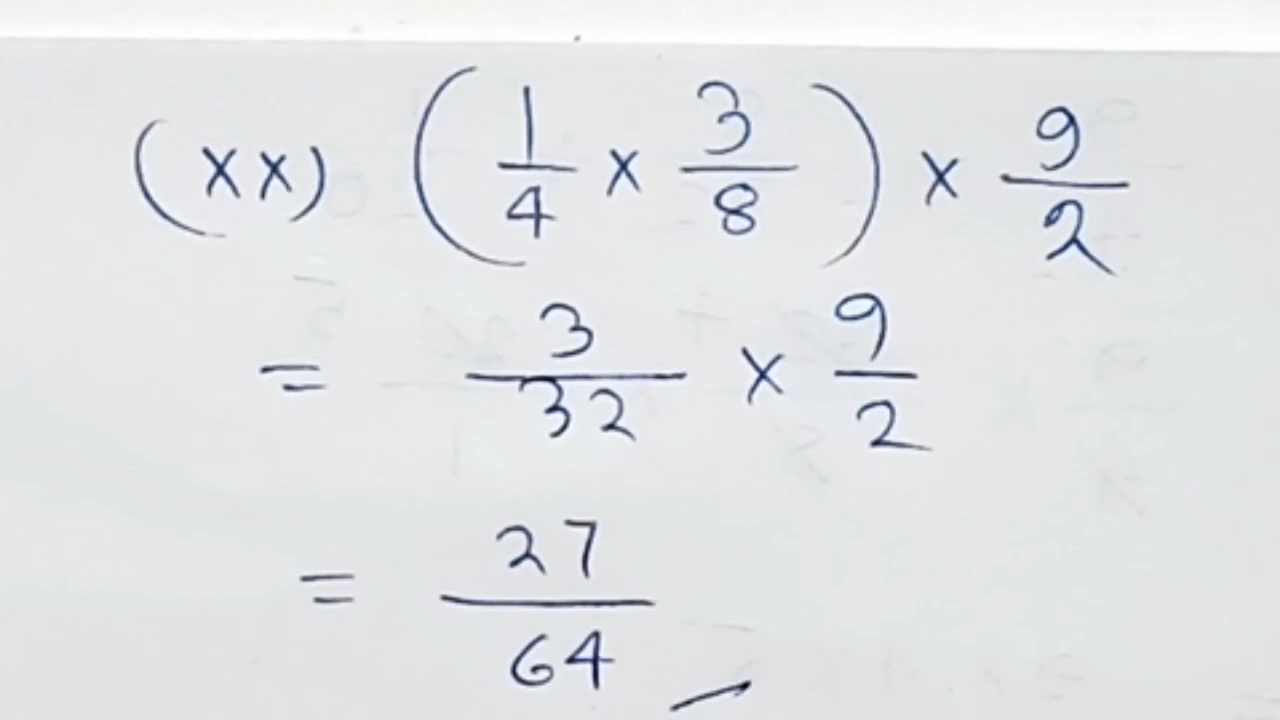 (xx) (1/4 × 3/8) × 9/2
= 3/32 × 9/2
= 27/64